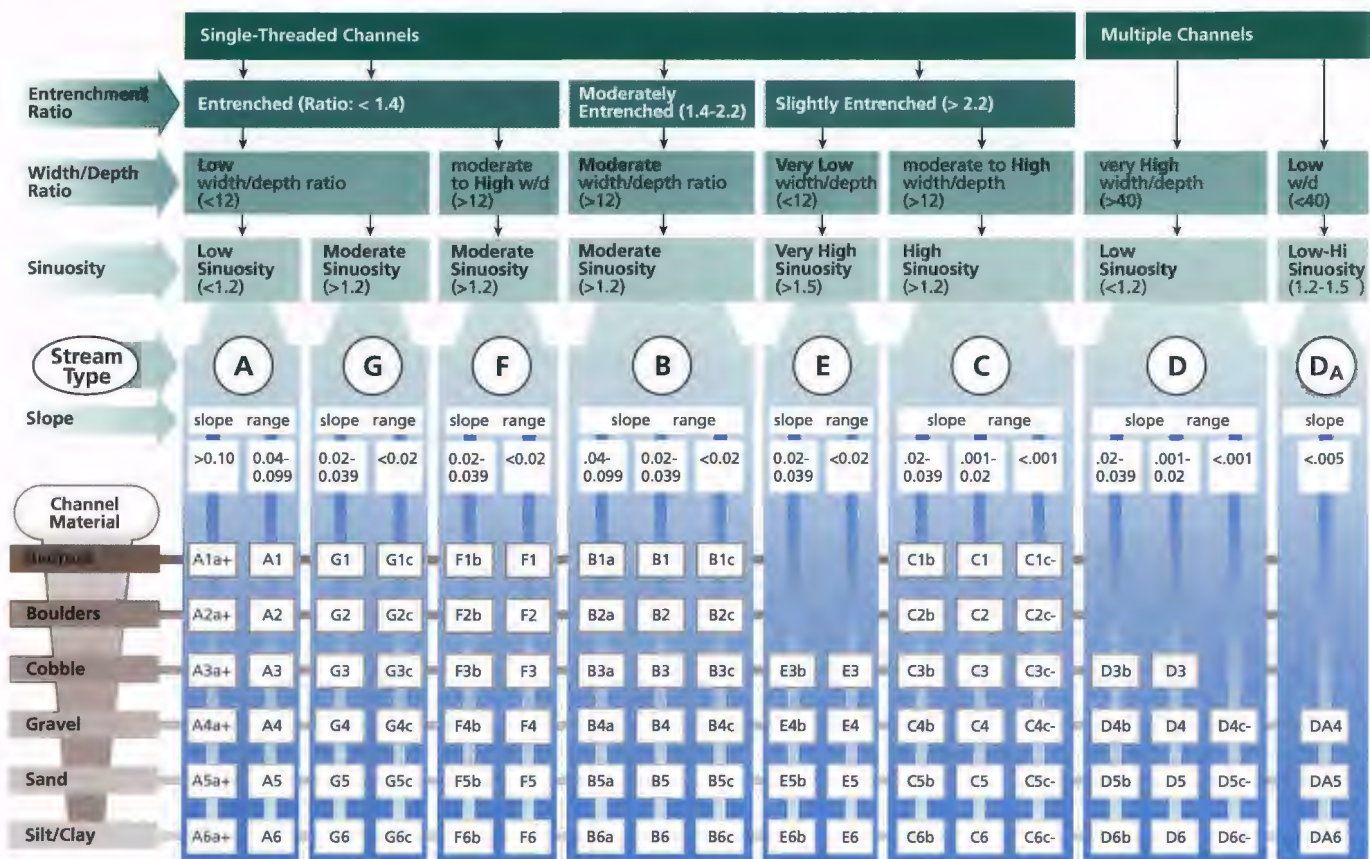 Single-Threaded Channels
Multiple Channels
Entrenchment
Ratio
Entrenched (Ratio: < 1.4)
Moderately
Entrenched (1.4-2.2)
Slightly Entrenched (> 2.2)
Width/Depth
Ratio
Low
width/depth ratio
(<12)
moderate
to High w/d
(>12)
Moderate
width/depth ratio
(>12)
Very Low
width/depth
(<12)
moderate to High
width/depth
(>12)
very High
width/depth
(>40)
Low
w/d
(<40)
Sinuosity
Low
Sinuosity
(<1.2)
Moderate
Sinuosity
(>1.2)
Moderate
Sinuosity
(>1.2)
Moderate
Sinuosity
(>1.2)
Very High
Sinuosity
(>1.5)
High
Sinuosity
(>1.2)
Low
Sinuosity
(<1.2)
Low-Hi
Sinuosity
(1.2-1.5 )
Stream
Type
A G F B E C D DA
Slope
slope range
slope range
slope range
slope range
slope range
slope range
slope range
slope
>0.10
0.04-
0.099
0.02-
0.039
<0.02
0.02-
0.039
<0.02
.04-
0.099
0.02-
0.039
<0.02
0.02-
0.039
<0.02
.02-
0.039
.001-
0.02
<.001
.02-
0.039
.001-
0.02
<.001
<.005
Channel
Material
A1a+ A1 G1 G1c F1b F1 B1a B1 B1c C1b C1 C1c-
Boulders A2a+ A2 G2 G2c F2b F2 B2a B2 B2c C2b C2 C2c-
Cobble A3a+ A3 G3 G3c F3b F3 B3a B3 B3c E3b E3 C3b C3 C3c- D3b D3
Gravel A4a+ A4 G4 G4c F4b F4 B4a B4 B4c E4b E4 C4b C4 C4c- D4b D4 D4c- DA4
Sand A5a+ A5 G5 G5c F5b F5 B5a B5 B5c E5b E5 C5b C5 C5c- D5b D5 D5c- DA5
Silt/Clay A6a+ A6 G6 G6c F6b F6 B6a B6 B6c E6b E6 C6b C6 C6c- D6b D6 D6c- DA6